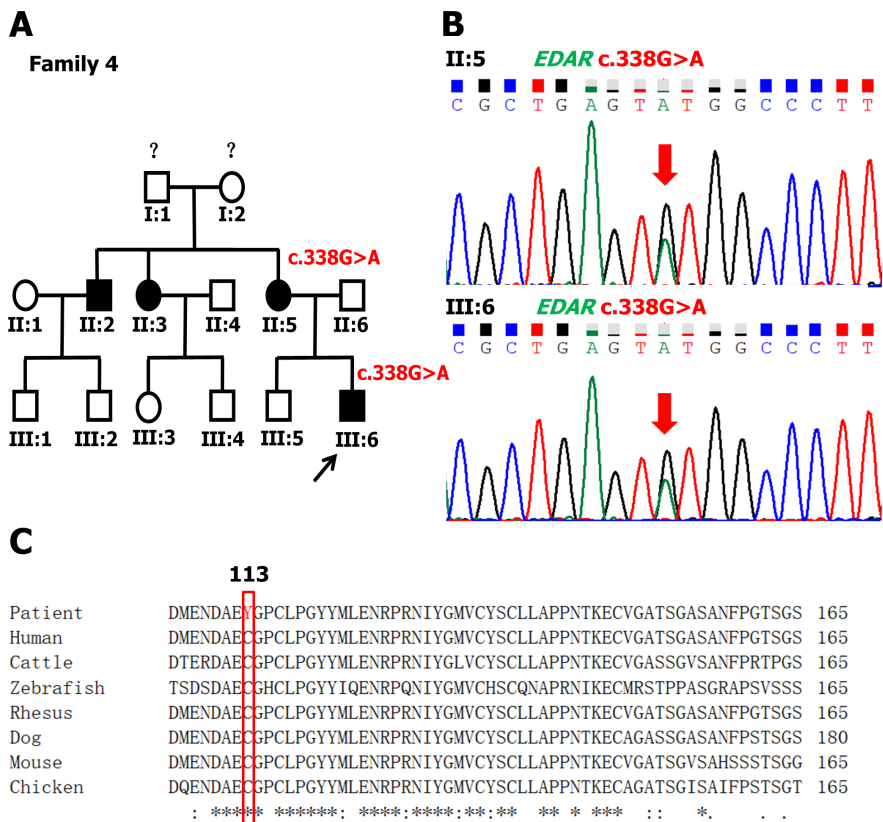 A
Family 4
? ?
I:1 I:2
c.338G>A
II:1 II:2 II:3 II:4 II:5 II:6
c.338G>A
III:1 III:2 III:3 III:4 III:5 III:6
B
II:5 EDAR c.338G>A
C G C T G A G T A T G G C C C T T
III:6 EDAR c.338G>A
C G C T G A G T A T G G C C C T T
C
113
Patient DMENDAEYGPCLPGYYMLENRPRNIYGMVCYSCLLAPPNTKECVGATSGASANFPGTSGS 165
Human DMENDAECGPCLPGYYMLENRPRNIYGMVCYSCLLAPPNTKECVGATSGASANFPGTSGS 165
Cattle DTERDAECGPCLPGYYMLENRPRNIYGLVCYSCLLAPPNTKECVGASSGVSANFPRTPGS 165
Zebrafish TSDSDAECGHCLPGYYIQENRPQNIYGMVCHSCQNAPRNIKECMRSTPPASGRAPSVSSS 165
Rhesus DMENDAECGPCLPGYYMLENRPRNIYGMVCYSCLLAPPNTKECVGATSGASANFPGTSGS 165
Dog DMENDAECGPCLPGYYMLENRPRNIYGMVCYSCLLAPPNTKECAGASSGASANFPSTSGS 180
Mouse DMENDAECGPCLPGYYMLENRPRNIYGMVCYSCLLAPPNTKECVGATSGVSAHSSSTSGG 165
Chicken DQENDAECGPCLPGYYMLENRPRNIYGMVCYSCLLAPPNTKECAGATSGISAIFPSTSGT 165
: ***** ******: ****:****:**:** ** * **** :: *. . .